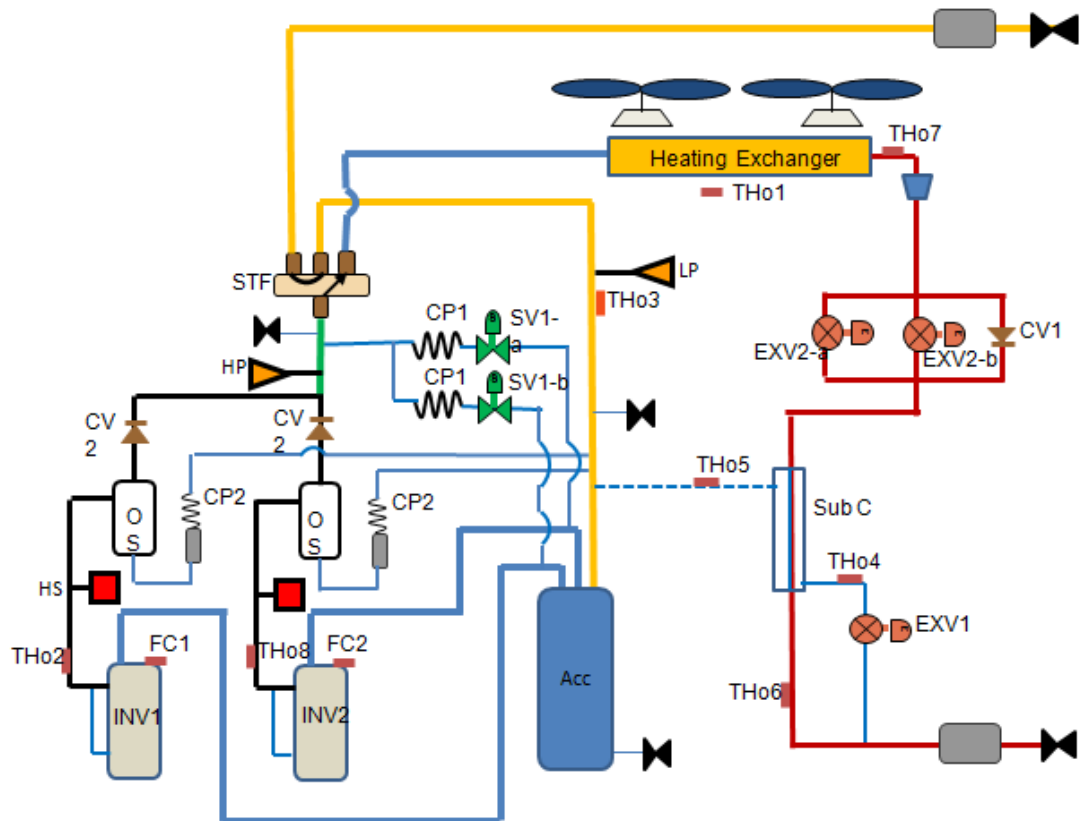 THo7
Heating Exchanger
THo1
STF
LP
THo3
CP1
SV1-
a
CV1
EXV2-a
EXV2-b
HP
CP1
SV1-b
CV
2
CV
2
THo5
CP2
CP2
O
S
O
S
Sub C
THo4
HS
EXV1
THo2
FC1
THo8
FC2
Acc
THo6
INV1
INV2